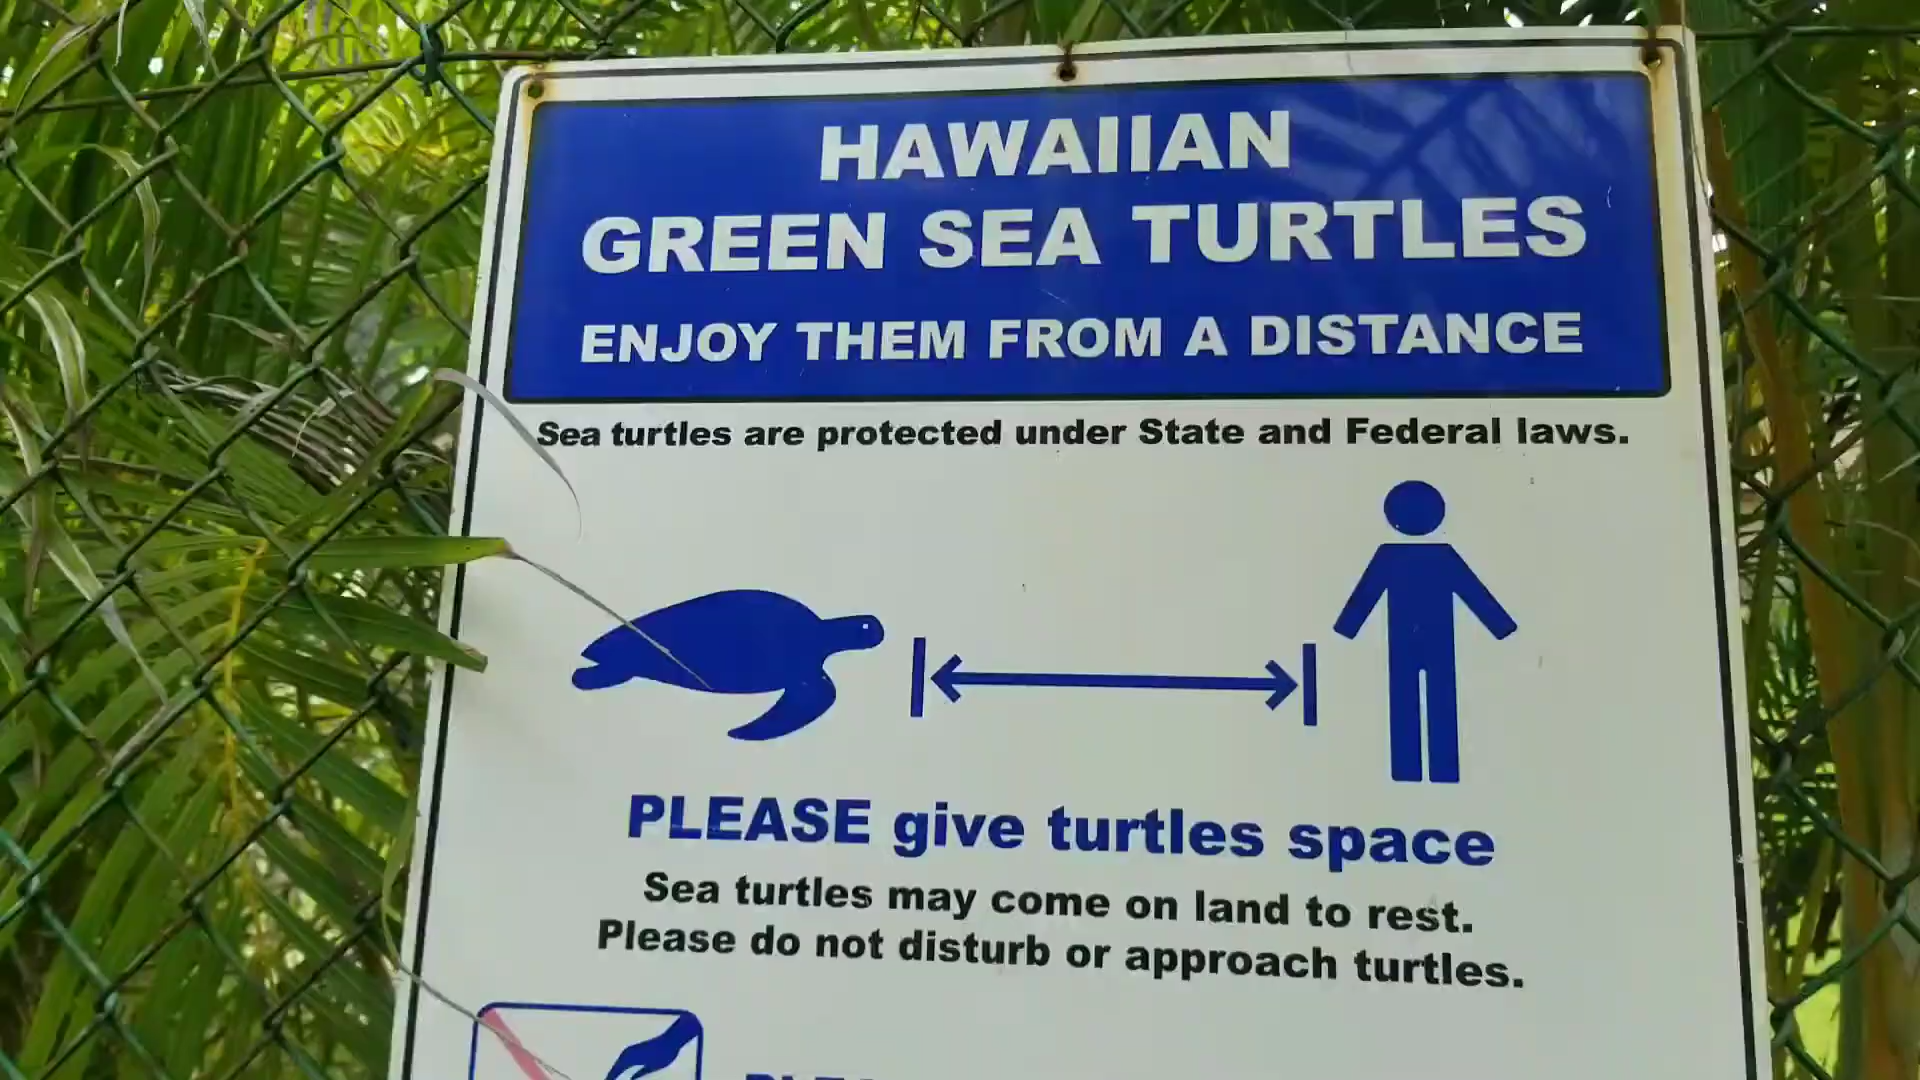 HAWAIIAN
GREEN SEA TURTLES
ENJOY THEM FROM A DISTANCE
Sea turtles are protected under State and Federal laws.
PLEASE give turtles space
Sea turtles may come on land to rest.
Please do not disturb or approach turtles.